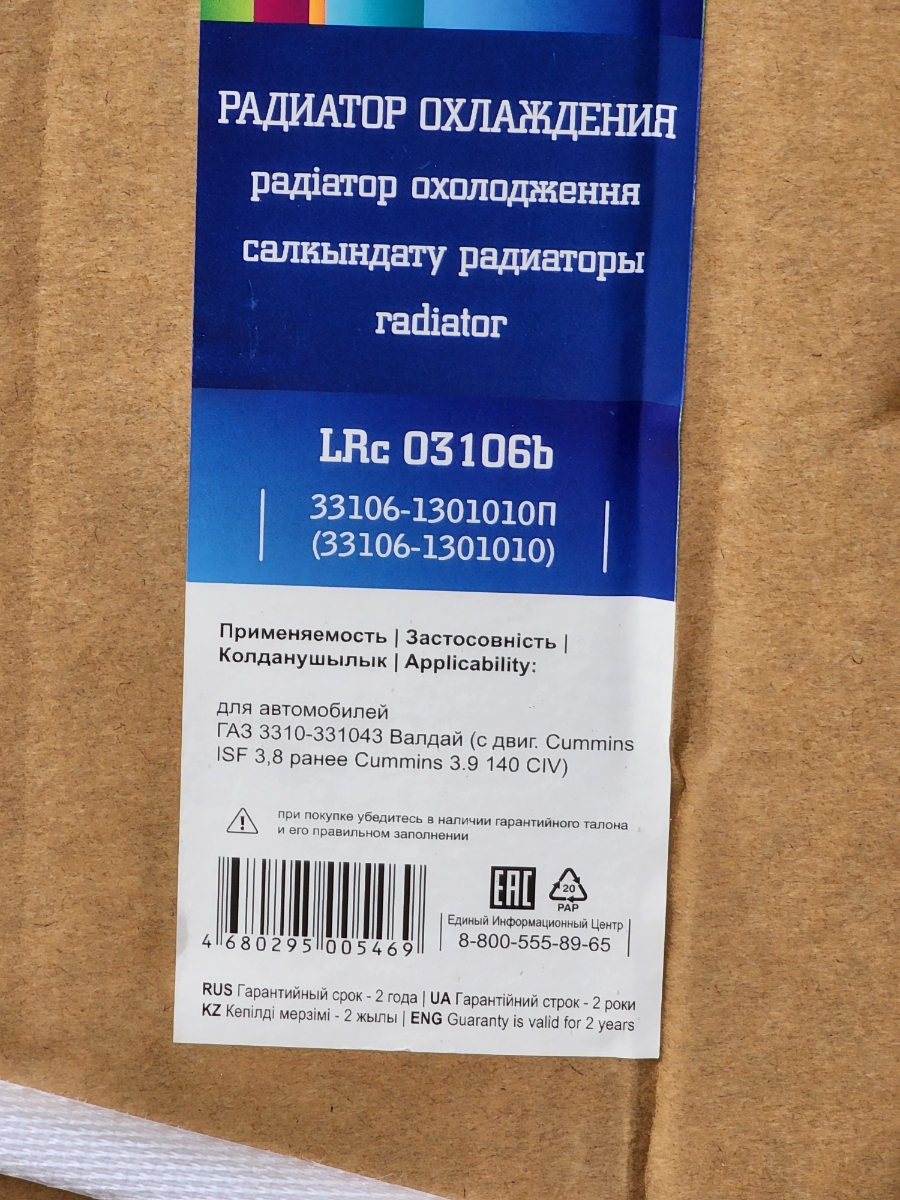 РАДИАТОР ОХЛАЖДЕНИЯ
радіатор охолодження
салкындату радиаторы
radiator
LRc 03106b
33106-1301010П
(33106-1301010)
Применяемость | Застосовність |
Колданушылык | Applicability:
для автомобилей
ГАЗ 3310-331043 Валдай (с двиг. Cummins
ISF 3,8 ранее Cummins 3.9 140 CIV)
при покупке убедитесь в наличии гарантийного талона
и его правильном заполнении
EAC
20
PAP
Единый Информационный Центр
8-800-555-89-65
4 680295 005469
RUS Гарантийный срок - 2 года | UA Гарантійний строк - 2 роки
KZ Кепілді мерзімі - 2 жылы | ENG Guaranty is valid for 2 years